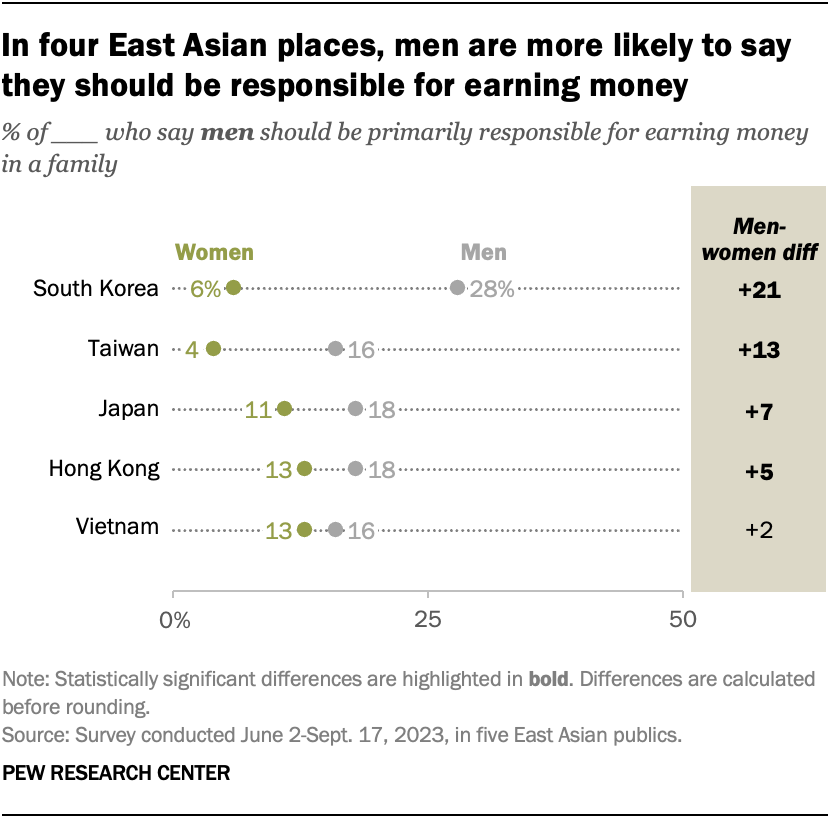 In four East Asian places, men are more likely to say
they should be responsible for earning money
% of ___ who say men should be primarily responsible for earning money
in a family
Women Men Men-
women diff
South Korea 6% 28% +21
Taiwan 4 16 +13
Japan 11 18 +7
Hong Kong 13 18 +5
Vietnam 13 16 +2
0% 25 50
Note: Statistically significant differences are highlighted in bold. Differences are calculated
before rounding.
Source: Survey conducted June 2-Sept. 17, 2023, in five East Asian publics.
PEW RESEARCH CENTER